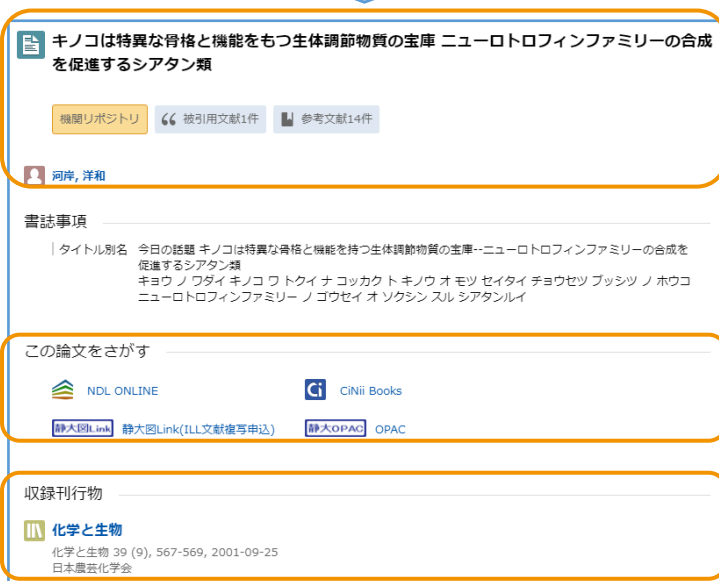 キノコは特異な骨格と機能をもつ生体調節物質の宝庫 ニューロトロフィンファミリーの合成
を促進するシアタン類
機関リポジトリ 被引用文献1件 参考文献14件
河岸, 洋和
書誌事項
タイトル別名 今日の話題 キノコは特異な骨格と機能を持つ生体調節物質の宝庫--ニューロトロフィンファミリーの合成を
促進するシアタン類
キョウ ノ ワダイ キノコ ワ トクイ ナ コッカク ト キノウ オ モツ セイタイ チョウセツ ブッシツ ノ ホウコ
ニューロトロフィンファミリー ノ ゴウセイ オ ソクシン スル シアタンルイ
この論文をさがす
NDL ONLINE Ci CiNii Books
静大図Link 静大図Link(ILL文献複写申込) 静大OPAC OPAC
収録刊行物
化学と生物
化学と生物 39 (9), 567-569, 2001-09-25
日本農芸化学会